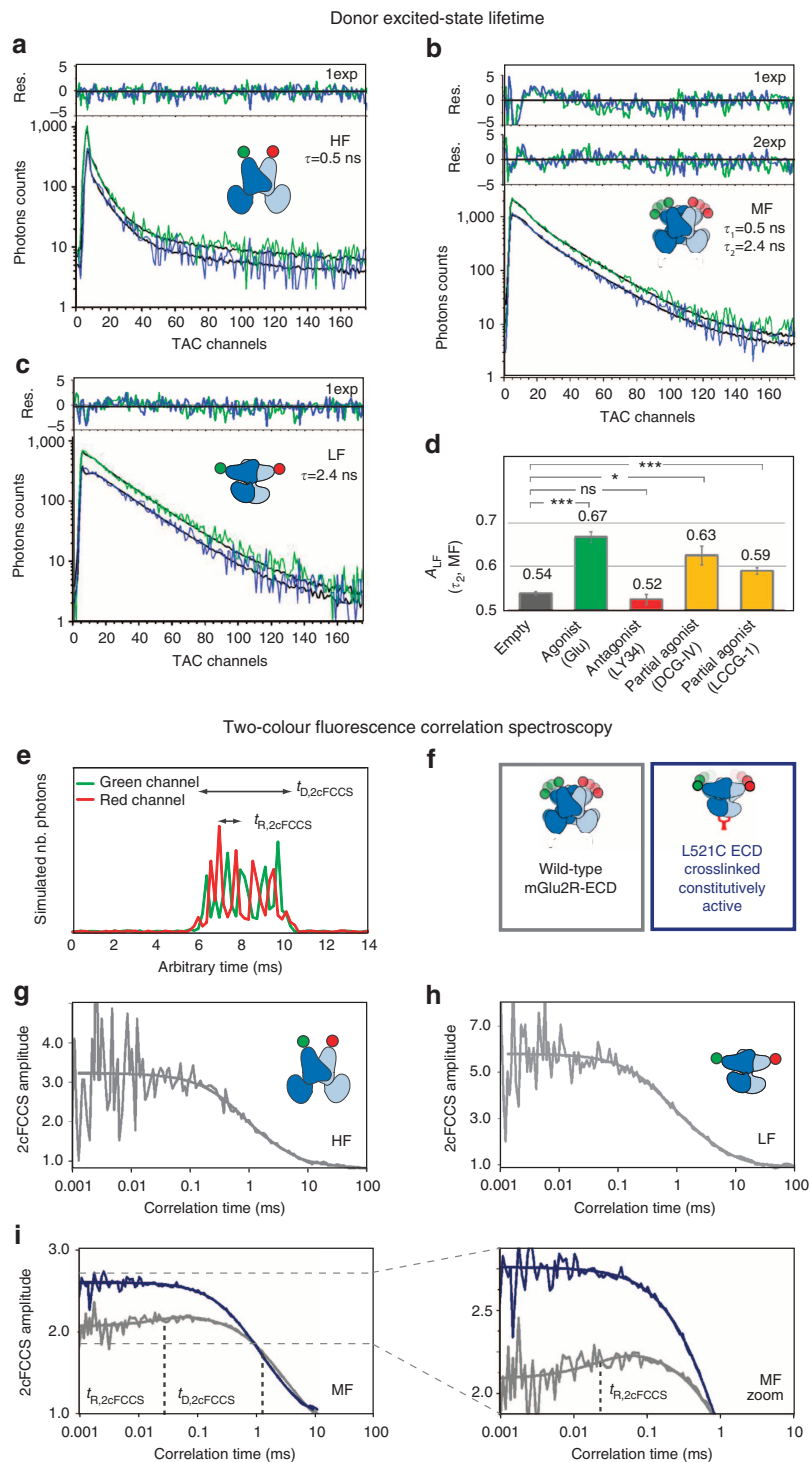 Donor excited-state lifetime
a
Res.
5
0
–5
1exp
Photons counts
1,000
100
10
1
HF
τ=0.5 ns
0 20 40 60 80 100 120 140 160
TAC channels
b
Res.
5
0
–5
1exp
5
0
–5
2exp
Photons counts
1,000
100
10
1
MF
τ1=0.5 ns
τ2=2.4 ns
0 20 40 60 80 100 120 140 160
TAC channels
c
Res.
5
0
–5
1exp
Photons counts
1,000
100
10
1
LF
τ=2.4 ns
0 20 40 60 80 100 120 140 160
TAC channels
d
***
*
ns
***
ALF
(τ2, MF)
0.7
0.6
0.5
0.54
0.67
0.52
0.63
0.59
Empty
Agonist
(Glu)
Antagonist
(LY34)
Partial agonist
(DCG-IV)
Partial agonist
(LCCG-1)
Two-colour fluorescence correlation spectroscopy
e
Green channel
Red channel
tD,2cFCCS
tR,2cFCCS
Simulated nb. photons
0 2 4 6 8 10 12 14
Arbitrary time (ms)
f
Wild-type
mGlu2R-ECD
L521C ECD
crosslinked
constitutively
active
g
2cFCCS amplitude
4.0
3.0
2.0
1.0
HF
0.001 0.01 0.1 1 10 100
Correlation time (ms)
h
2cFCCS amplitude
7.0
5.0
3.0
1.0
LF
0.001 0.01 0.1 1 10 100
Correlation time (ms)
i
2cFCCS amplitude
3.0
2.0
1.0
tR,2cFCCS
tD,2cFCCS
MF
0.001 0.01 0.1 1 10 100
Correlation time (ms)
2.5
2.0
tR,2cFCCS
MF
zoom
0.001 0.01 0.1 1 10 100
Correlation time (ms)